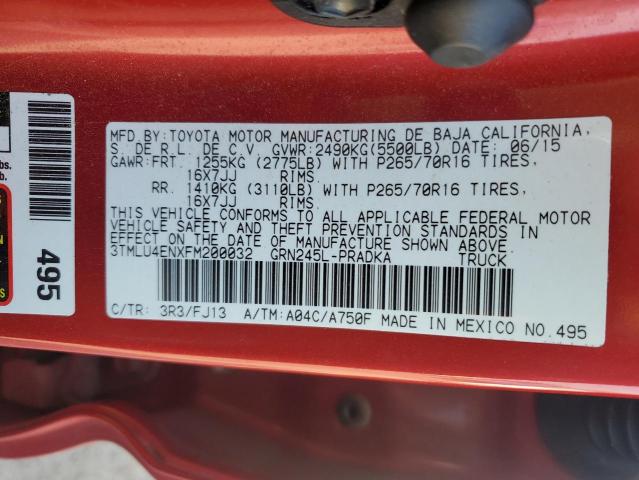 MFD.BY:TOYOTA MOTOR MANUFACTURING DE BAJA CALIFORNIA,
S. DE R.L. DE C.V. GVWR:2490KG(5500LB) DATE: 06/15
GAWR:FRT. 1255KG (2775LB) WITH P265/70R16 TIRES,
16X7JJ RIMS.
RR. 1410KG (3110LB) WITH P265/70R16 TIRES,
16X7JJ RIMS.
THIS VEHICLE CONFORMS TO ALL APPLICABLE FEDERAL MOTOR
VEHICLE SAFETY AND THEFT PREVENTION STANDARDS IN
EFFECT ON THE DATE OF MANUFACTURE SHOWN ABOVE.
3TMLU4ENXFM200032 GRN245L-PRADKA TRUCK
C/TR: 3R3/FJ13 A/TM:A04C/A750F MADE IN MEXICO NO.495
495
lbs.